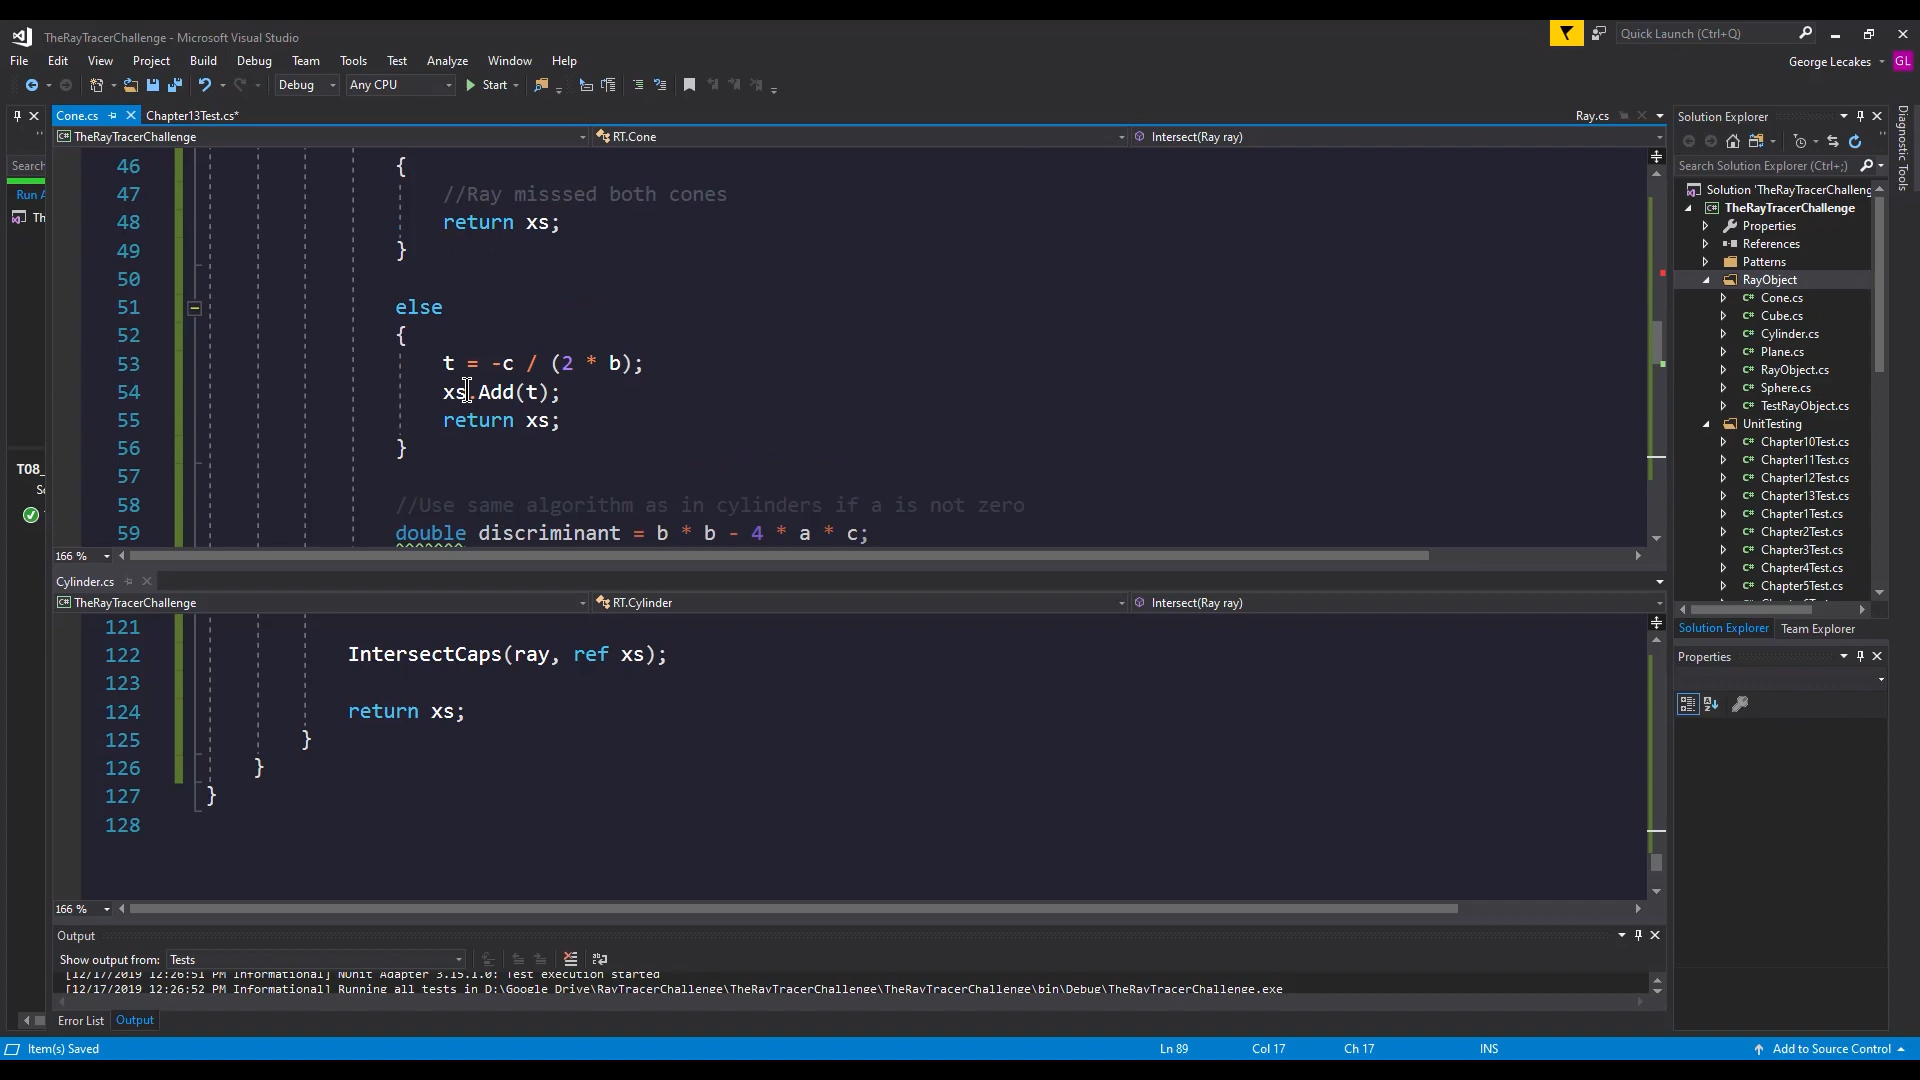 TheRayTracerChallenge - Microsoft Visual Studio
Quick Launch (Ctrl+Q)
File Edit View Project Build Debug Team Tools Test Analyze Window Help
George Lecakes GL
Debug Any CPU Start
Cone.cs Chapter13Test.cs* Ray.cs
TheRayTracerChallenge RT.Cone Intersect(Ray ray)
46 {
47 //Ray misssed both cones
48 return xs;
49 }
50
51 else
52 {
53 t = -c / (2 * b);
54 xs.Add(t);
55 return xs;
56 }
57
58 //Use same algorithm as in cylinders if a is not zero
59 double discriminant = b * b - 4 * a * c;
166 %
Cylinder.cs
TheRayTracerChallenge RT.Cylinder Intersect(Ray ray)
121
122 IntersectCaps(ray, ref xs);
123
124 return xs;
125 }
126 }
127 }
128
166 %
Output
Show output from: Tests
[12/17/2019 12:26:51 PM Informational] NUnit Adapter 3.15.1.0: Test execution started
[12/17/2019 12:26:52 PM Informational] Running all tests in D:\Google Drive\RayTracerChallenge\TheRayTracerChallenge\TheRayTracerChallenge\bin\Debug\TheRayTracerChallenge.exe
Error List Output
Item(s) Saved Ln 89 Col 17 Ch 17 INS Add to Source Control
Search
Run A
Th
T08_
Sc
Solution Explorer
Search Solution Explorer (Ctrl+;)
Solution 'TheRayTracerChalleng
TheRayTracerChallenge
Properties
References
Patterns
RayObject
Cone.cs
Cube.cs
Cylinder.cs
Plane.cs
RayObject.cs
Sphere.cs
TestRayObject.cs
UnitTesting
Chapter10Test.cs
Chapter11Test.cs
Chapter12Test.cs
Chapter13Test.cs
Chapter1Test.cs
Chapter2Test.cs
Chapter3Test.cs
Chapter4Test.cs
Chapter5Test.cs
Solution Explorer Team Explorer
Properties
Diagnostic Tools